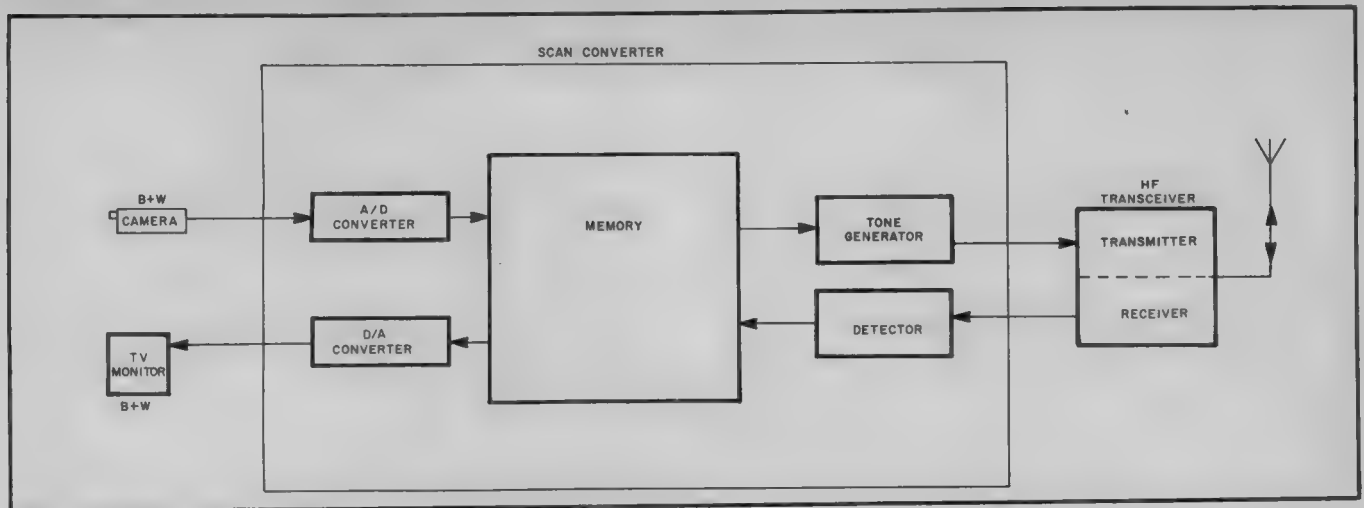 SCAN CONVERTER
B+W
CAMERA
A/D
CONVERTER
MEMORY
TONE
GENERATOR
HF
TRANSCEIVER
TRANSMITTER
RECEIVER
TV
MONITOR
B+W
D/A
CONVERTER
DETECTOR